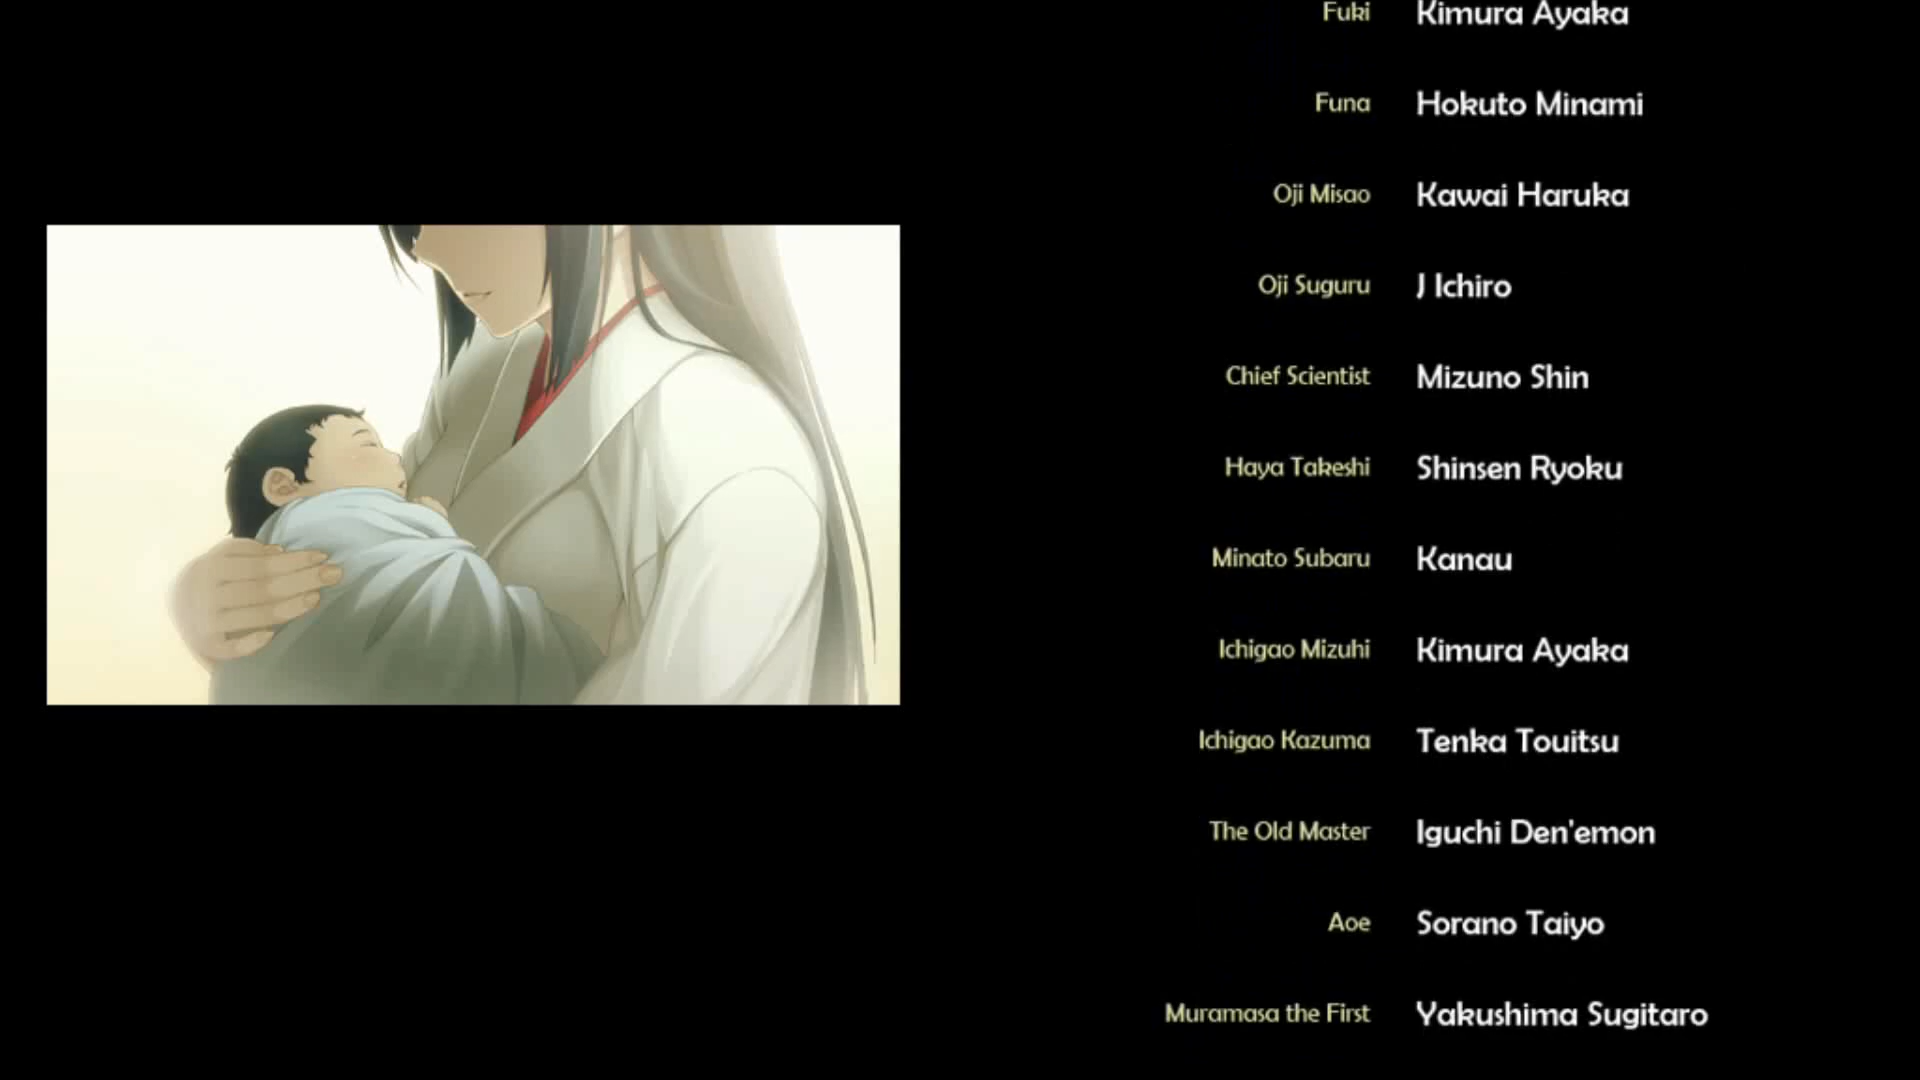 Fuki Kimura Ayaka
Funa Hokuto Minami
Oji Misao Kawai Haruka
Oji Suguru J Ichiro
Chief Scientist Mizuno Shin
Haya Takeshi Shinsen Ryoku
Minato Subaru Kanau
Ichigao Mizuhi Kimura Ayaka
Ichigao Kazuma Tenka Touitsu
The Old Master Iguchi Den'emon
Aoe Sorano Taiyo
Muramasa the First Yakushima Sugitaro